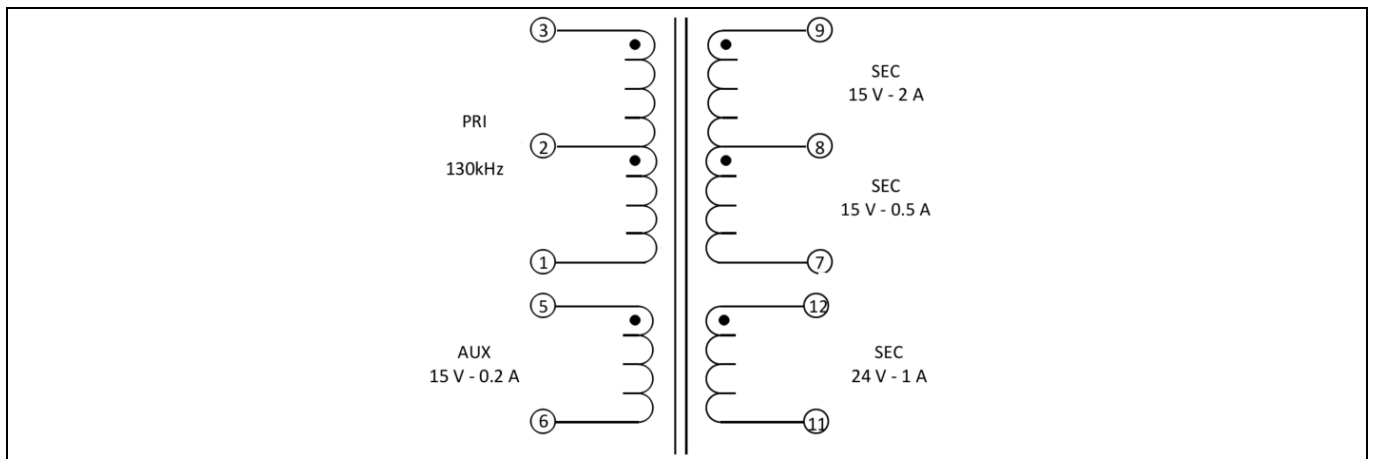 3
9
SEC
15 V - 2 A
PRI
2
8
130kHz
SEC
15 V - 0.5 A
1
7
5
12
AUX
15 V - 0.2 A
SEC
24 V - 1 A
6
11